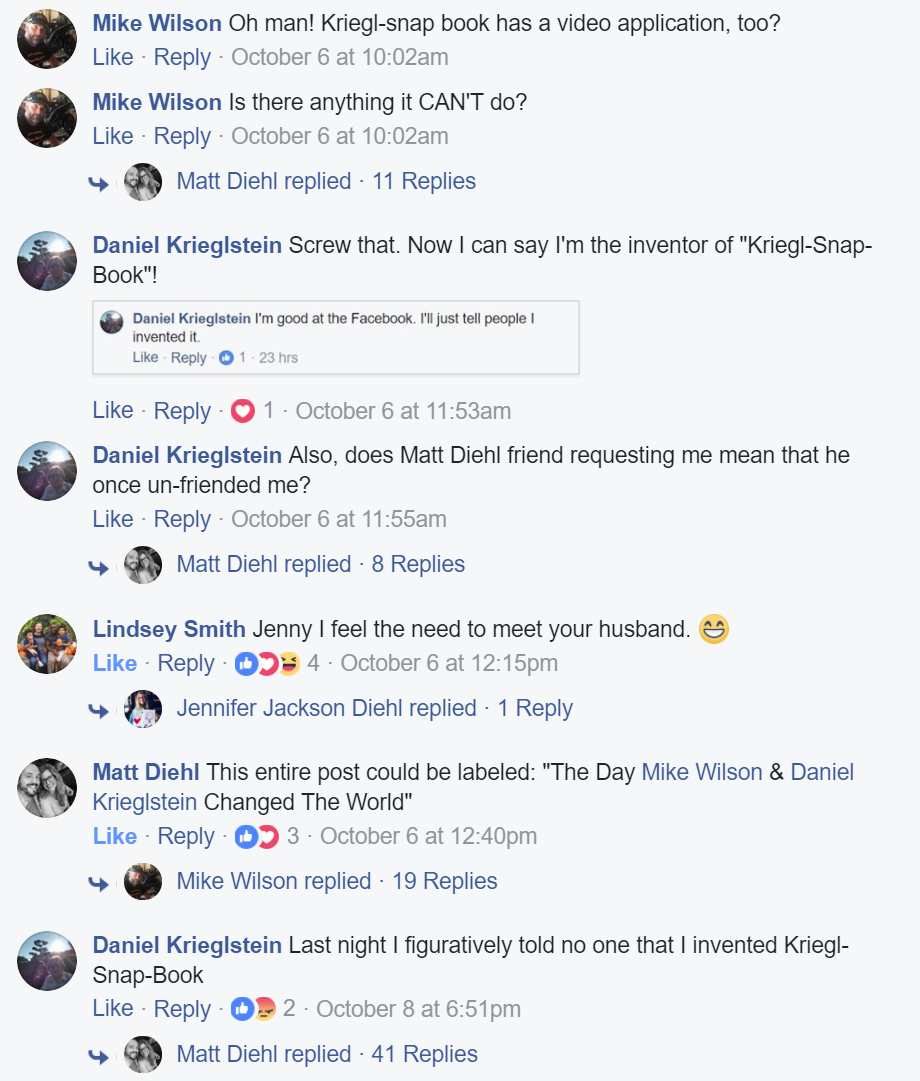 Mike Wilson Oh man! Kriegl-snap book has a video application, too?
Like · Reply · October 6 at 10:02am
Mike Wilson Is there anything it CAN'T do?
Like · Reply · October 6 at 10:02am
Matt Diehl replied · 11 Replies
Daniel Krieglstein Screw that. Now I can say I'm the inventor of "Kriegl-Snap-
Book"!
Daniel Krieglstein I'm good at the Facebook. I'll just tell people I
invented it.
Like · Reply · 1 · 23 hrs
Like · Reply · 1 · October 6 at 11:53am
Daniel Krieglstein Also, does Matt Diehl friend requesting me mean that he
once un-friended me?
Like · Reply · October 6 at 11:55am
Matt Diehl replied · 8 Replies
Lindsey Smith Jenny I feel the need to meet your husband. 😄
Like · Reply · 4 · October 6 at 12:15pm
Jennifer Jackson Diehl replied · 1 Reply
Matt Diehl This entire post could be labeled: "The Day Mike Wilson & Daniel
Krieglstein Changed The World"
Like · Reply · 3 · October 6 at 12:40pm
Mike Wilson replied · 19 Replies
Daniel Krieglstein Last night I figuratively told no one that I invented Kriegl-
Snap-Book
Like · Reply · 2 · October 8 at 6:51pm
Matt Diehl replied · 41 Replies